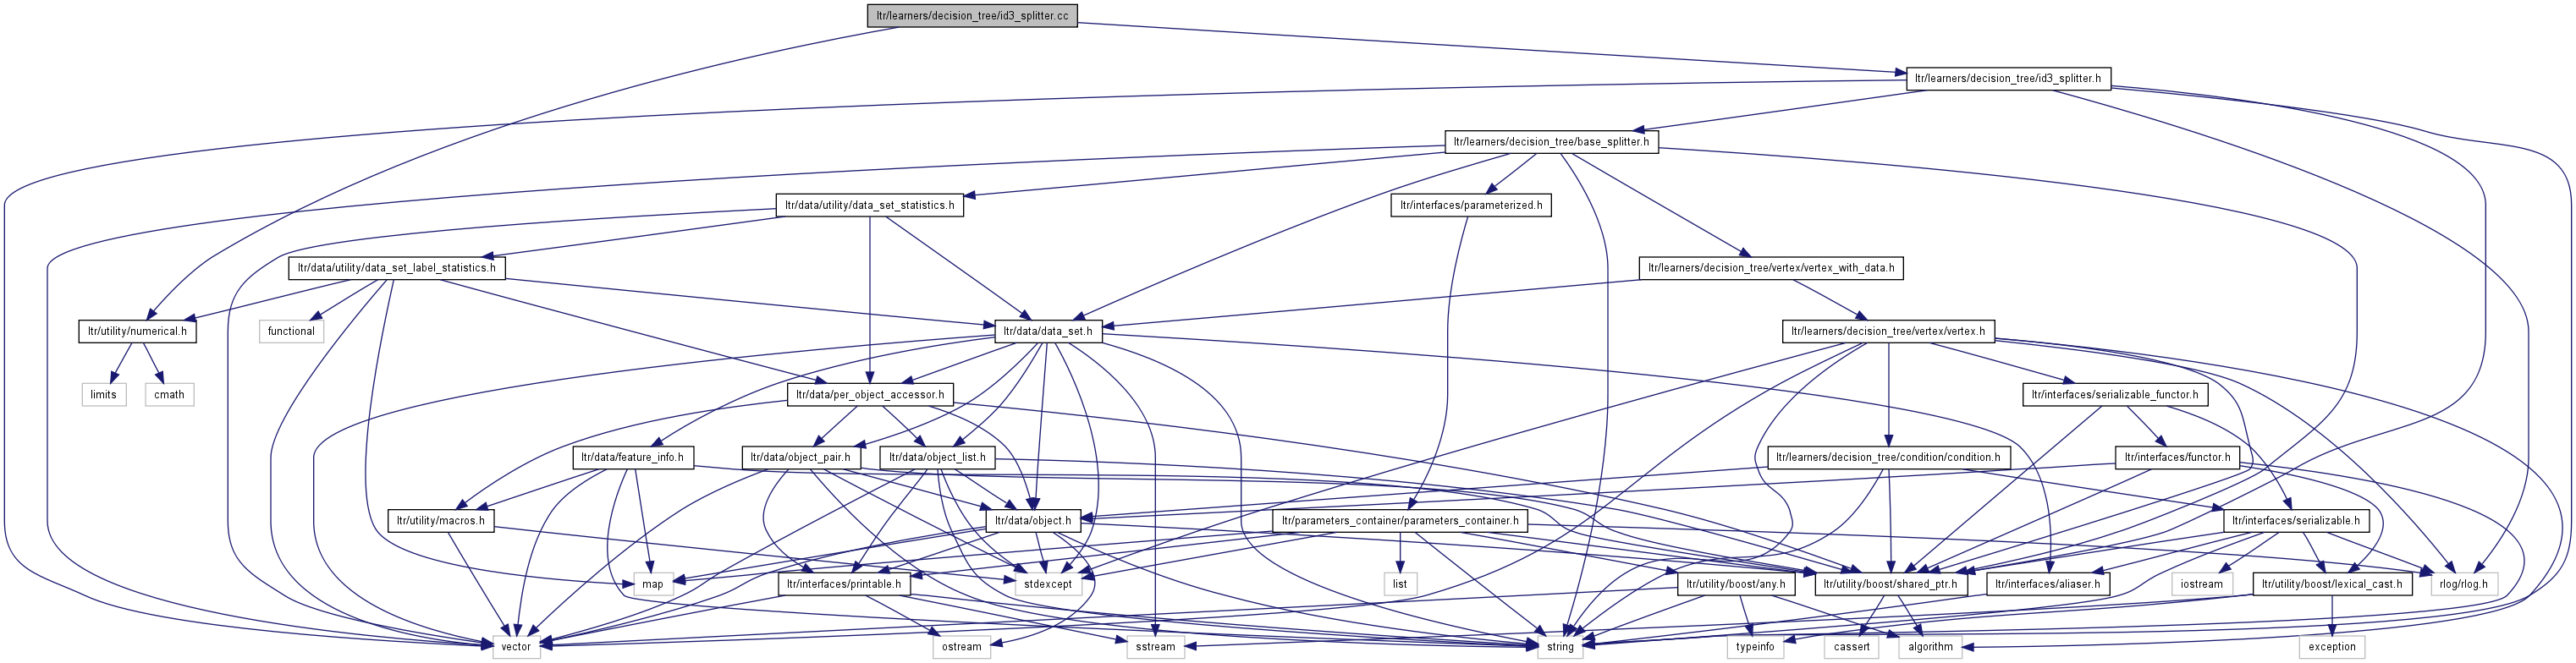 ltr/learners/decision_tree/id3_splitter.cc
ltr/learners/decision_tree/id3_splitter.h
ltr/learners/decision_tree/base_splitter.h
ltr/data/utility/data_set_statistics.h
ltr/interfaces/parameterized.h
ltr/data/utility/data_set_label_statistics.h
ltr/learners/decision_tree/vertex/vertex_with_data.h
ltr/utility/numerical.h
functional
ltr/data/data_set.h
ltr/learners/decision_tree/vertex/vertex.h
limits
cmath
ltr/data/per_object_accessor.h
ltr/interfaces/serializable_functor.h
ltr/data/feature_info.h
ltr/data/object_pair.h
ltr/data/object_list.h
ltr/learners/decision_tree/condition/condition.h
ltr/interfaces/functor.h
ltr/utility/macros.h
ltr/data/object.h
ltr/parameters_container/parameters_container.h
ltr/interfaces/serializable.h
map
ltr/interfaces/printable.h
stdexcept
list
ltr/utility/boost/any.h
ltr/utility/boost/shared_ptr.h
ltr/interfaces/aliaser.h
iostream
ltr/utility/boost/lexical_cast.h
rlog/rlog.h
vector
ostream
sstream
string
typeinfo
cassert
algorithm
exception